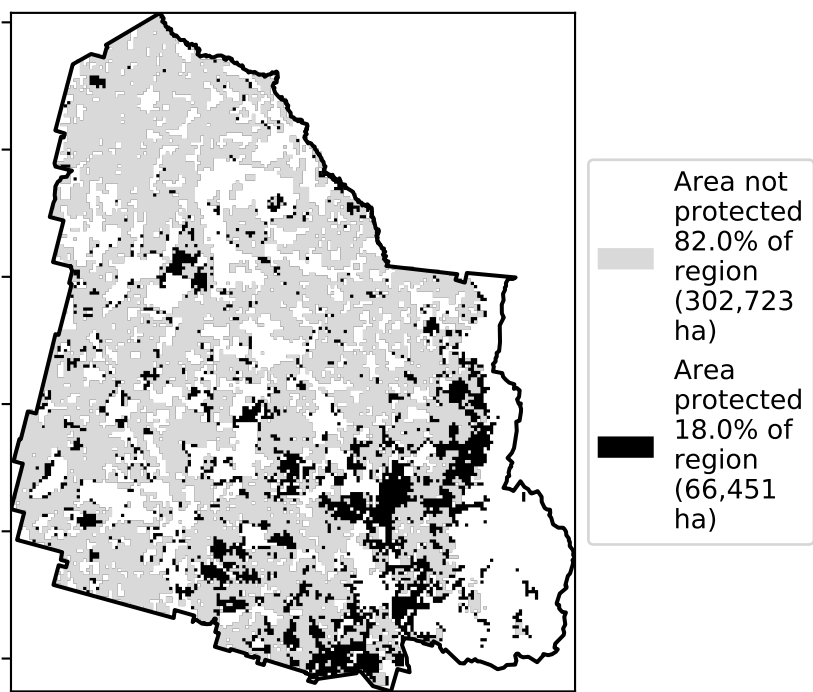 Area not
protected
82.0% of
region
(302,723
ha)
Area
protected
18.0% of
region
(66,451
ha)